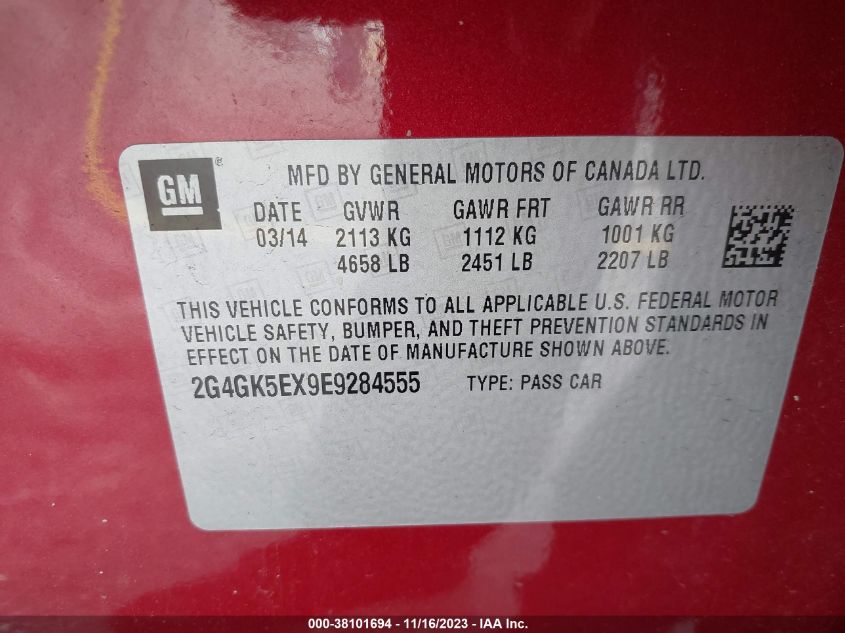 GM ®
MFD BY GENERAL MOTORS OF CANADA LTD.
DATE GVWR GAWR FRT GAWR RR
03/14 2113 KG 1112 KG 1001 KG
4658 LB 2451 LB 2207 LB
THIS VEHICLE CONFORMS TO ALL APPLICABLE U.S. FEDERAL MOTOR
VEHICLE SAFETY, BUMPER, AND THEFT PREVENTION STANDARDS IN
EFFECT ON THE DATE OF MANUFACTURE SHOWN ABOVE.
2G4GK5EX9E9284555 TYPE: PASS CAR
000-38101694 - 11/16/2023 - IAA Inc.